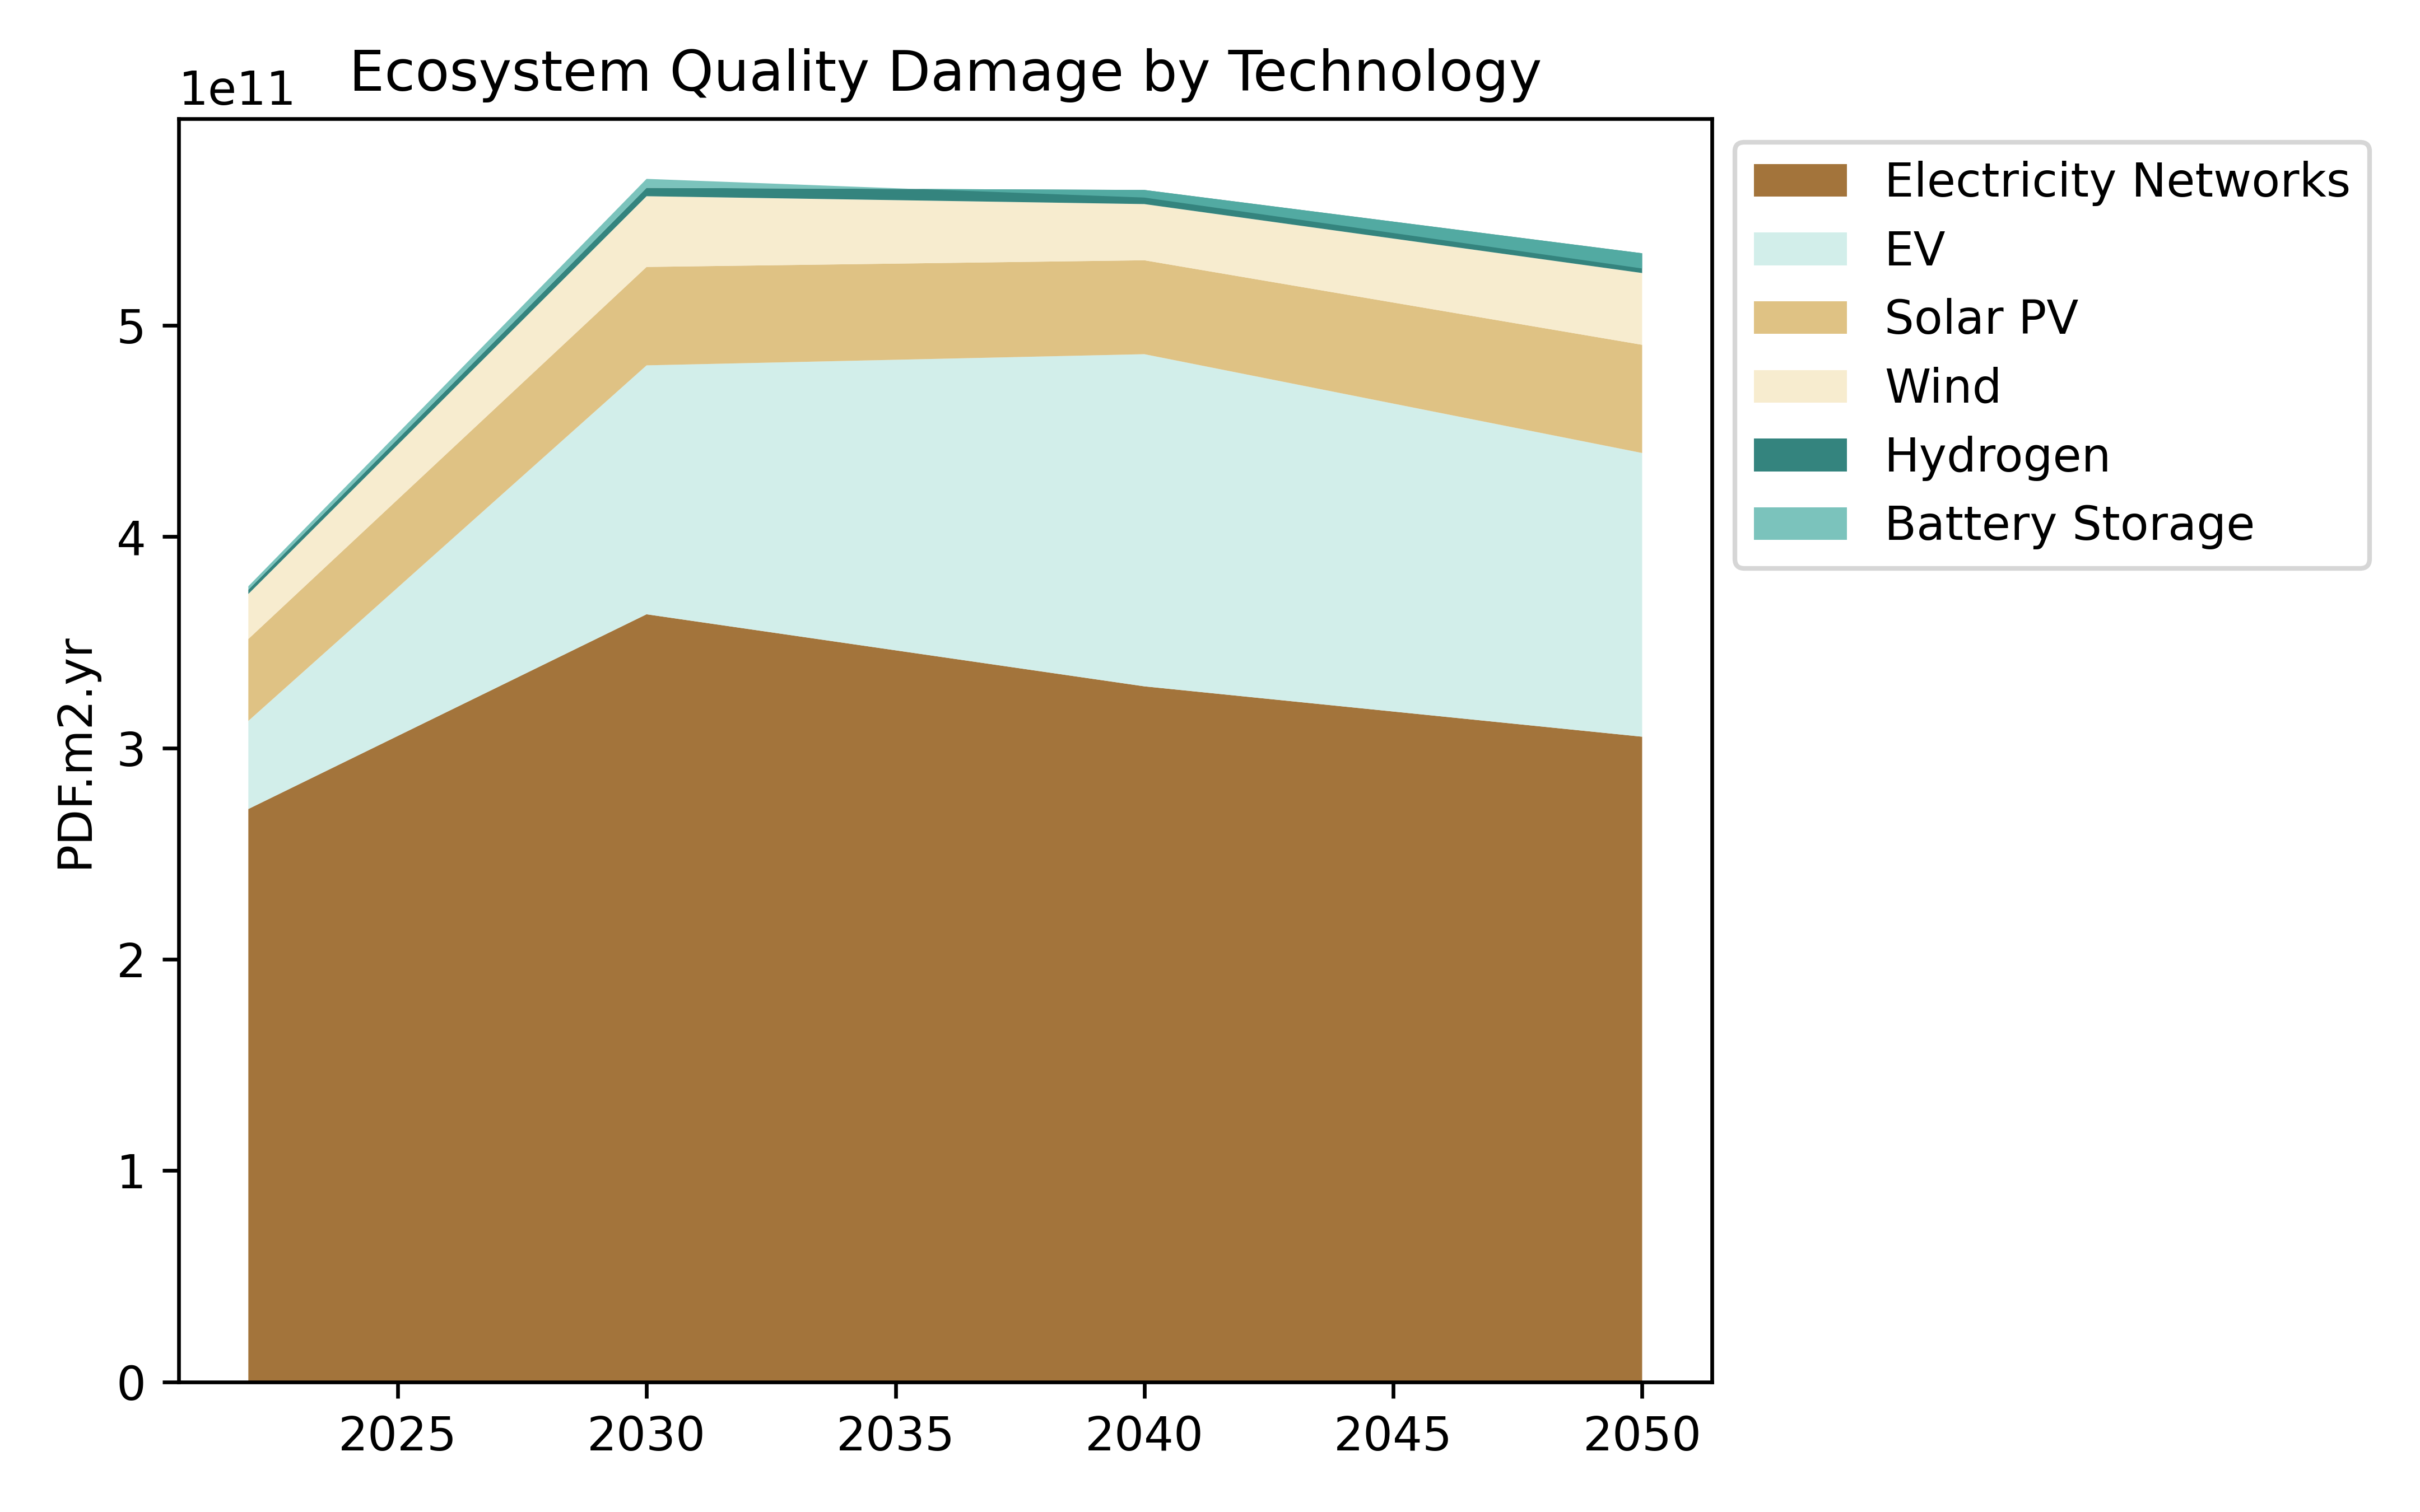 Ecosystem Quality Damage by Technology
1e11
PDF.m2.yr
5
4
3
2
1
0
2025
2030
2035
2040
2045
2050
Electricity Networks
EV
Solar PV
Wind
Hydrogen
Battery Storage